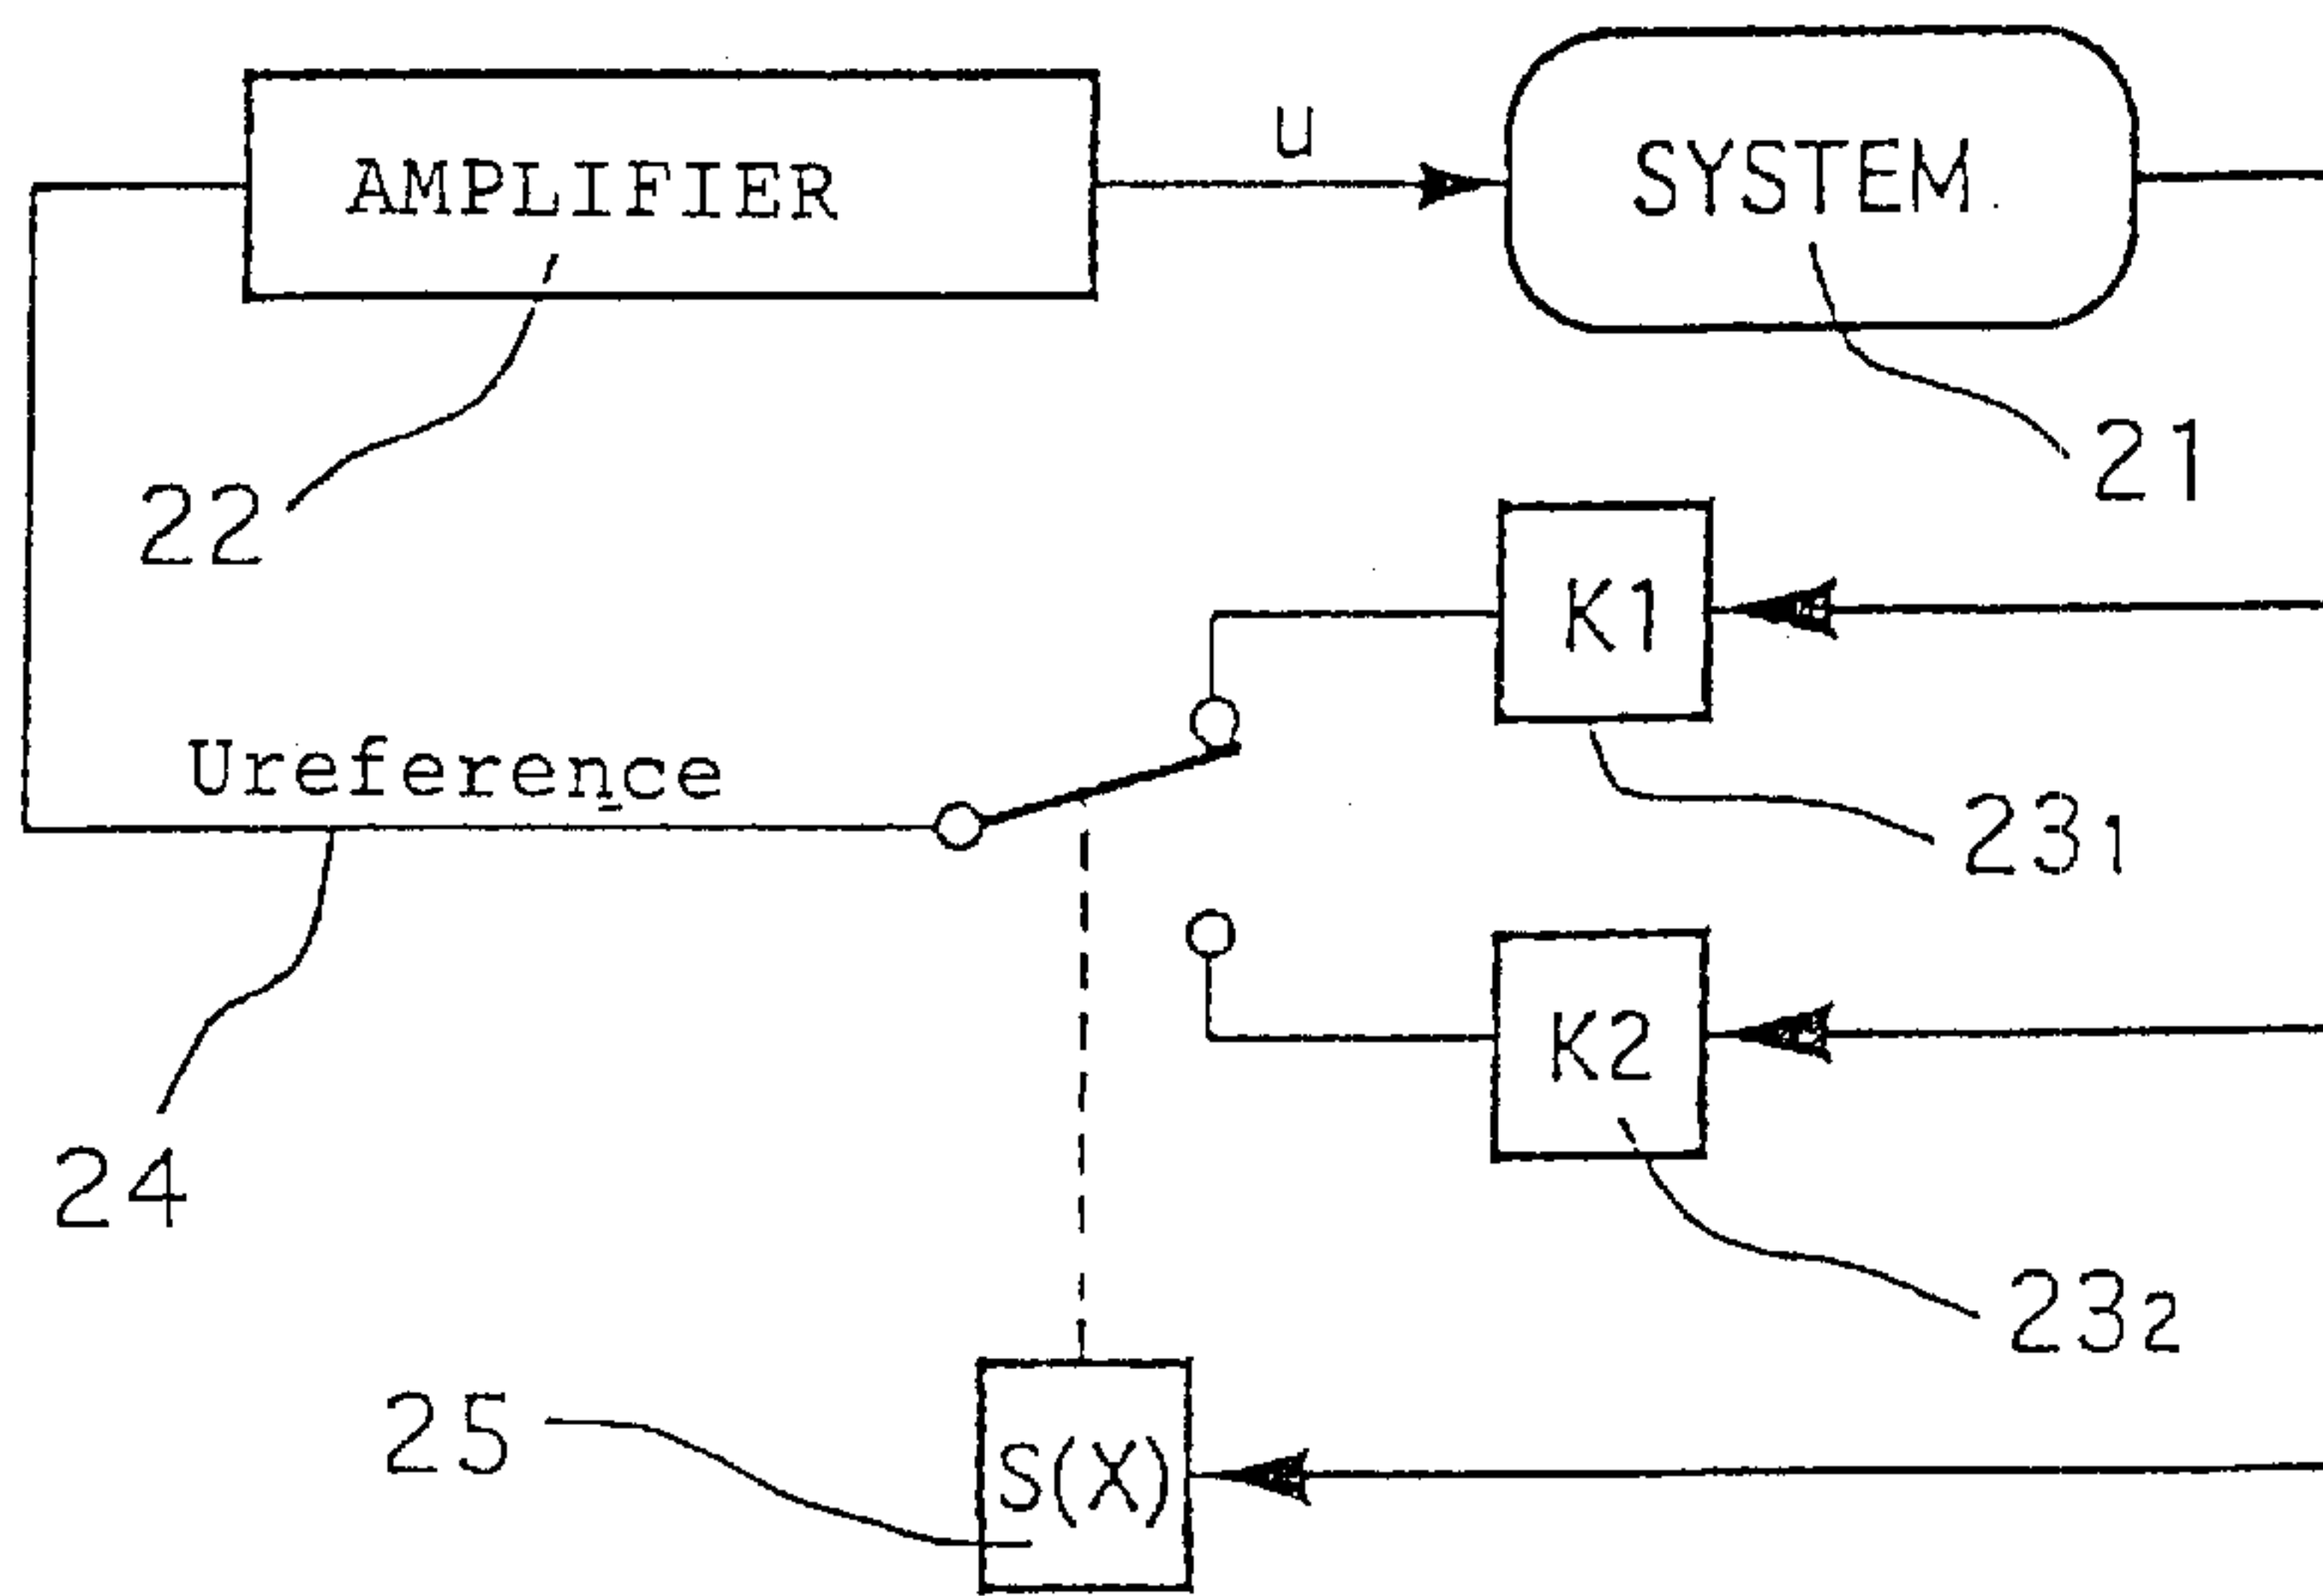 u
AMPLIFIER
SYSTEM
22
21
K1
Ureference
231
K2
24
232
25
S(X)